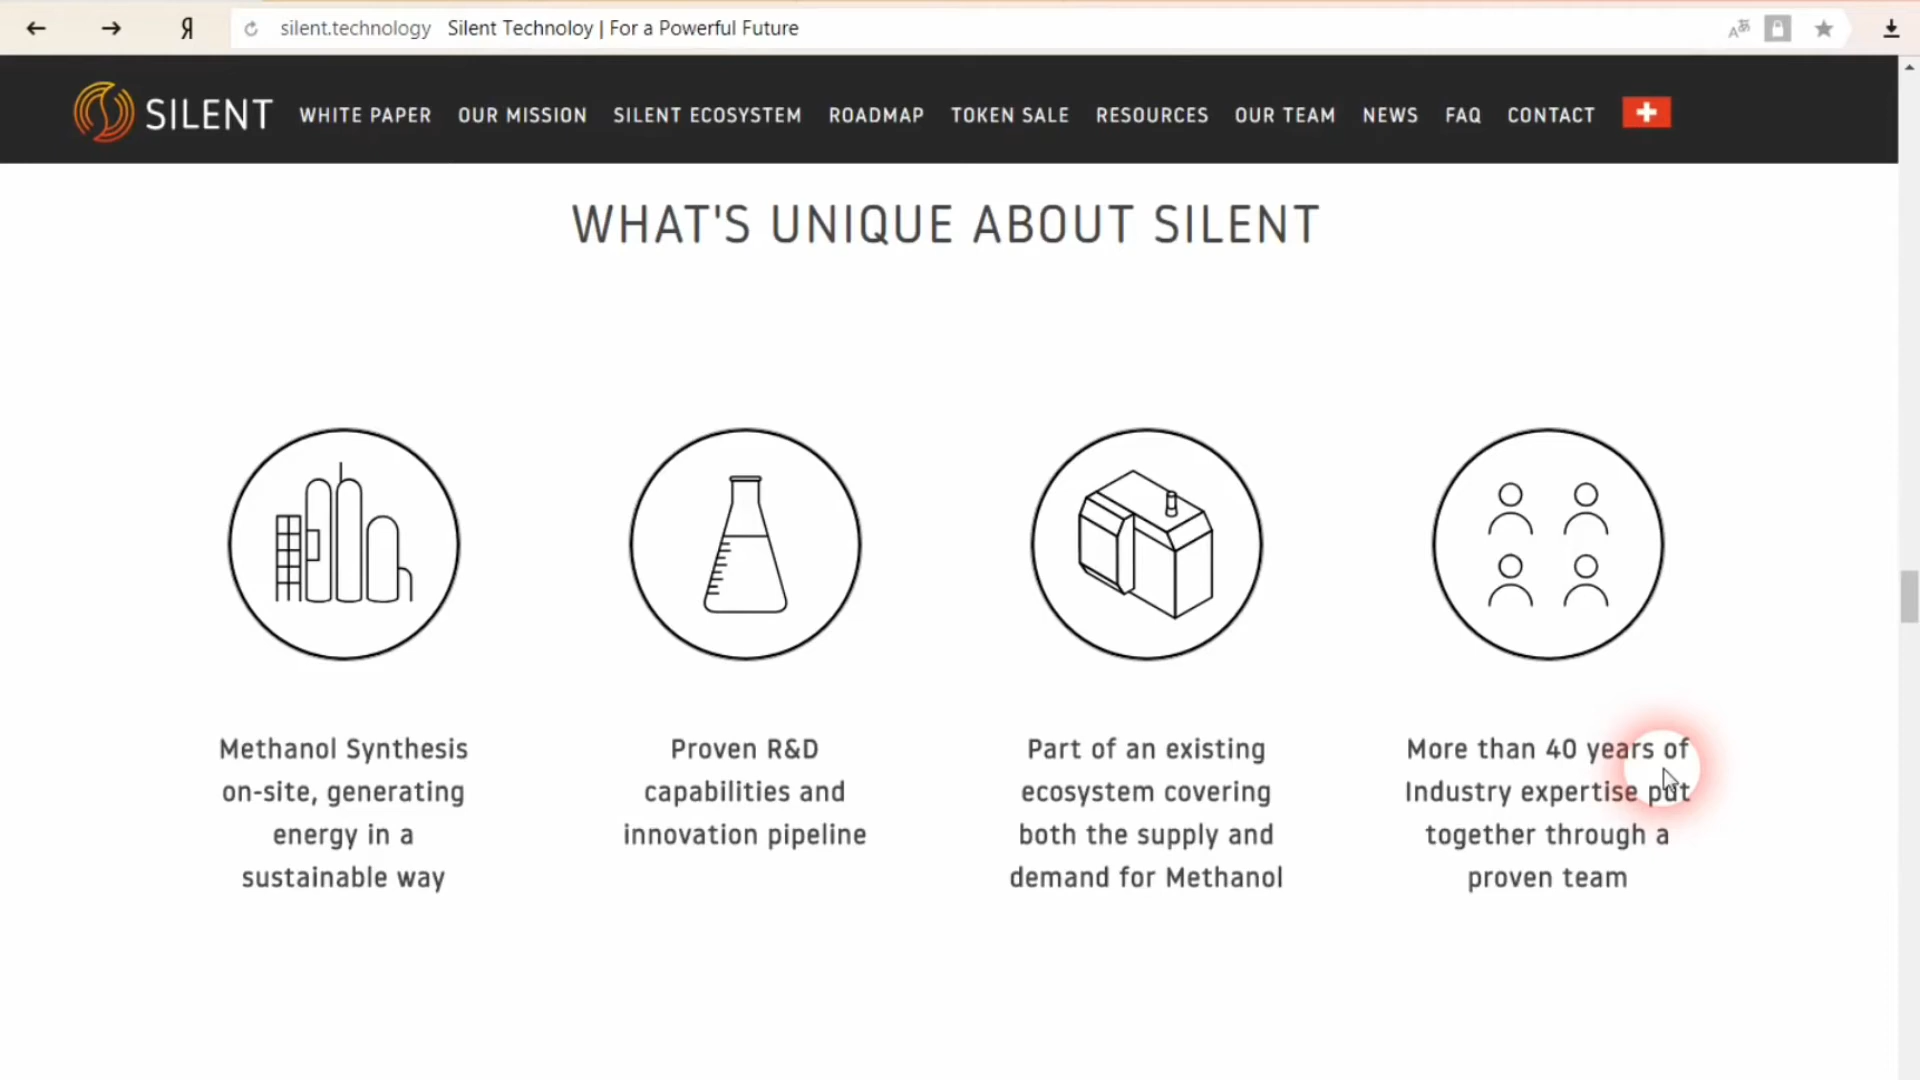 Я silent.technology Silent Technoloy | For a Powerful Future
SILENT WHITE PAPER OUR MISSION SILENT ECOSYSTEM ROADMAP TOKEN SALE RESOURCES OUR TEAM NEWS FAQ CONTACT
WHAT'S UNIQUE ABOUT SILENT
Methanol Synthesis
on-site, generating
energy in a
sustainable way
Proven R&D
capabilities and
innovation pipeline
Part of an existing
ecosystem covering
both the supply and
demand for Methanol
More than 40 years of
Industry expertise put
together through a
proven team